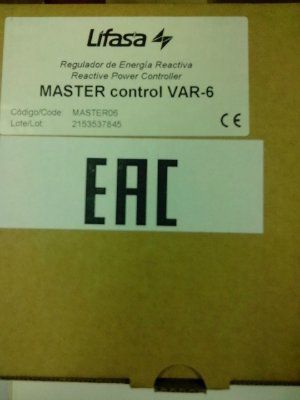 Lifasa
Regulador de Energía Reactiva
Reactive Power Controller
MASTER control VAR-6
Código/Code: MASTER06
Lote/Lot: 2153537645
CE
EAC